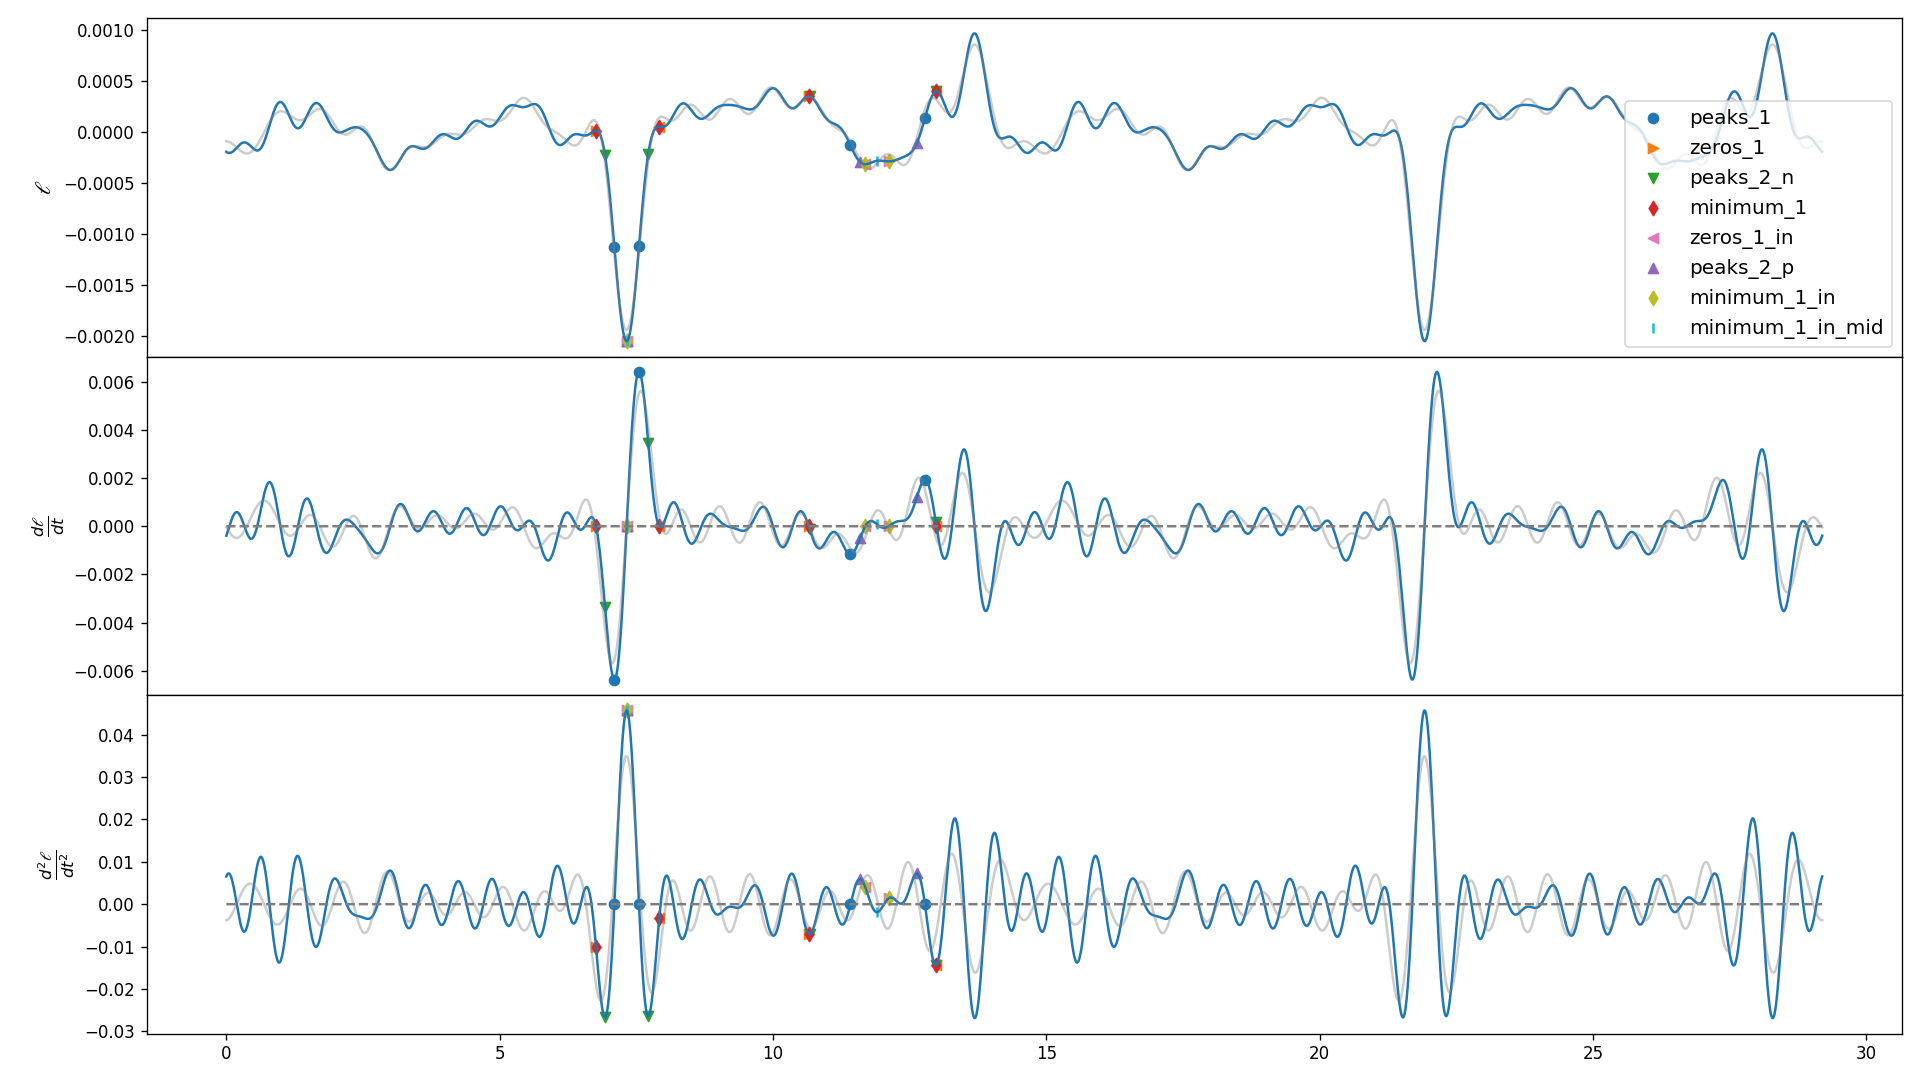 0.0010
0.0005
0.0000
−0.0005
−0.0010
−0.0015
−0.0020
ℓ
peaks_1
zeros_1
peaks_2_n
minimum_1
zeros_1_in
peaks_2_p
minimum_1_in
minimum_1_in_mid
0.006
0.004
0.002
0.000
−0.002
−0.004
−0.006
dℓ
dt
0.04
0.03
0.02
0.01
0.00
−0.01
−0.02
−0.03
d²ℓ
dt²
0 5 10 15 20 25 30